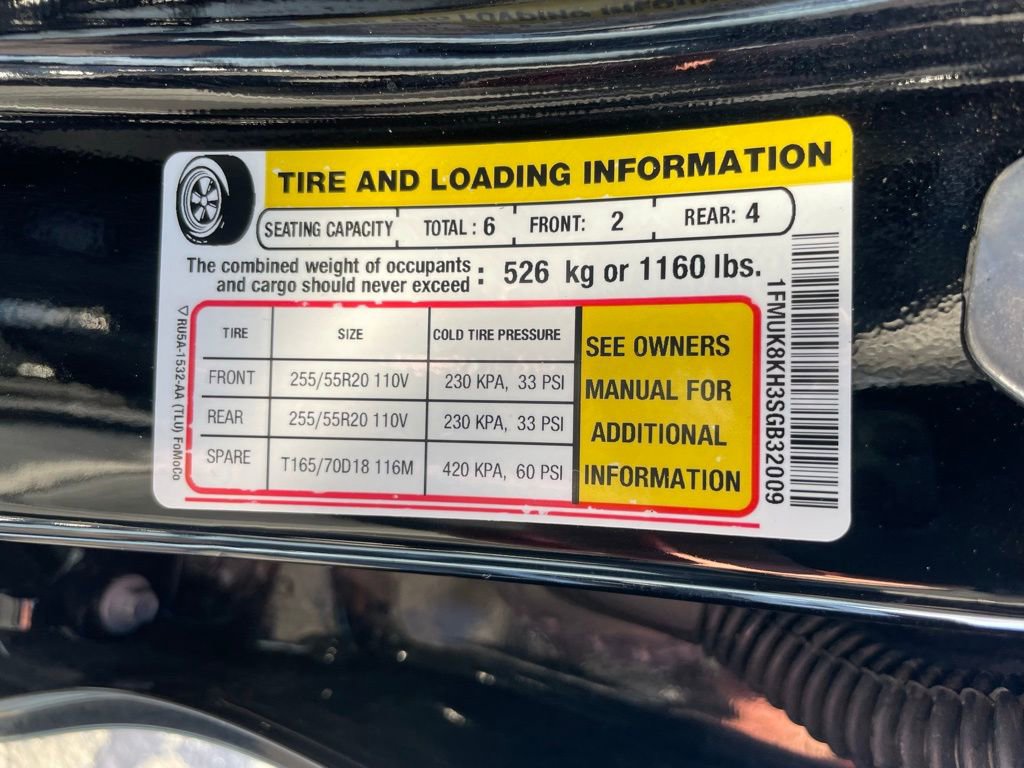 TIRE AND LOADING INFORMATION
SEATING CAPACITY TOTAL : 6 FRONT: 2 REAR: 4
The combined weight of occupants
and cargo should never exceed : 526 kg or 1160 lbs.
TIRE SIZE COLD TIRE PRESSURE
FRONT 255/55R20 110V 230 KPA, 33 PSI
REAR 255/55R20 110V 230 KPA, 33 PSI
SPARE T165/70D18 116M 420 KPA, 60 PSI
SEE OWNERS
MANUAL FOR
ADDITIONAL
INFORMATION
1FMUK8KH3SGB32009
RU5A-1532-AA (TLU) FoMoCo